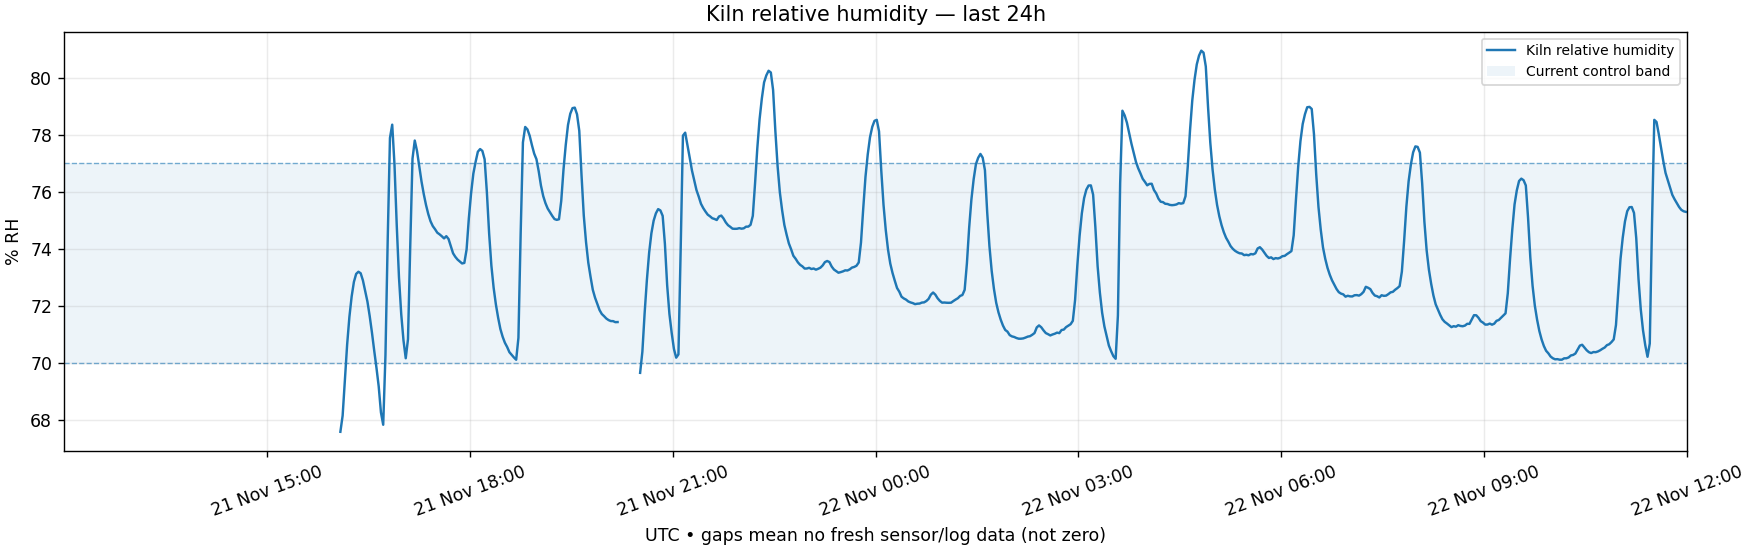 Kiln relative humidity — last 24h
Kiln relative humidity
Current control band
% RH
80
78
76
74
72
70
68
21 Nov 15:00
21 Nov 18:00
21 Nov 21:00
22 Nov 00:00
22 Nov 03:00
22 Nov 06:00
22 Nov 09:00
22 Nov 12:00
UTC • gaps mean no fresh sensor/log data (not zero)